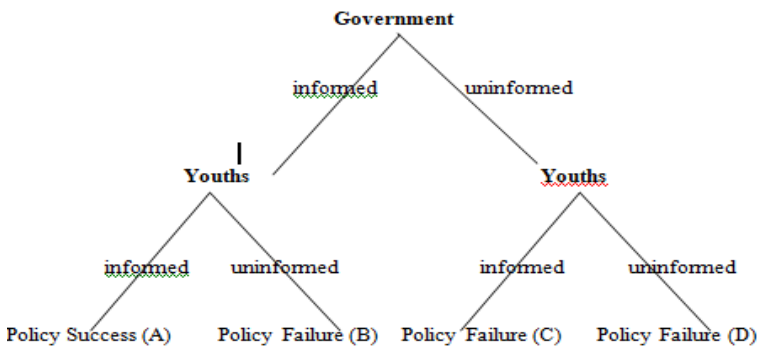 Government
informed uninformed
Youths Youths
informed uninformed informed uninformed
Policy Success (A) Policy Failure (B) Policy Failure (C) Policy Failure (D)